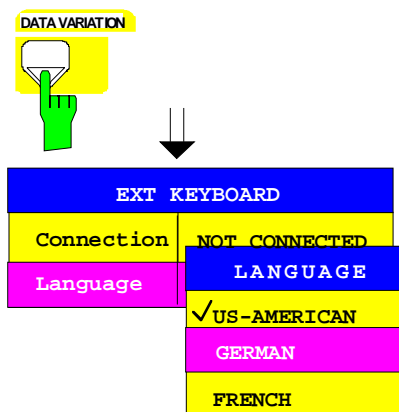 DATA VARIATION
EXT KEYBOARD
Connection NOT CONNECTED
Language
LANGUAGE
✓US-AMERICAN
GERMAN
FRENCH